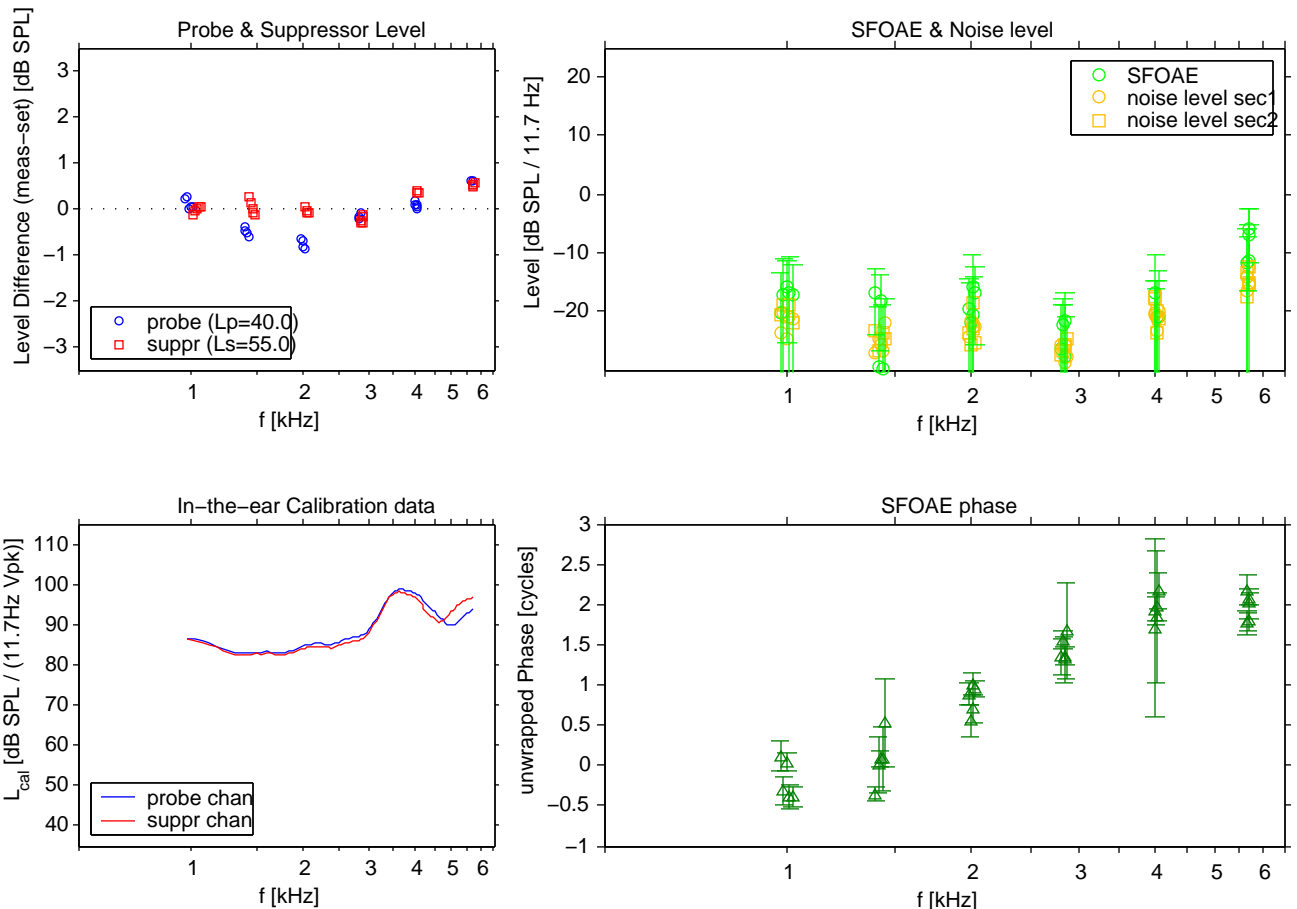 Probe & Suppressor Level
Level Difference (meas−set) [dB SPL]
3
2
1
0
−1
−2
−3
probe (Lp=40.0)
suppr (Ls=55.0)
1 2 3 4 5 6
f [kHz]
SFOAE & Noise level
Level [dB SPL / 11.7 Hz]
20
10
0
−10
−20
SFOAE
noise level sec1
noise level sec2
1 2 3 4 5 6
f [kHz]
In−the−ear Calibration data
L_cal [dB SPL / (11.7Hz Vpk)]
110
100
90
80
70
60
50
40
probe chan
suppr chan
1 2 3 4 5 6
f [kHz]
SFOAE phase
unwrapped Phase [cycles]
3
2.5
2
1.5
1
0.5
0
−0.5
−1
1 2 3 4 5 6
f [kHz]